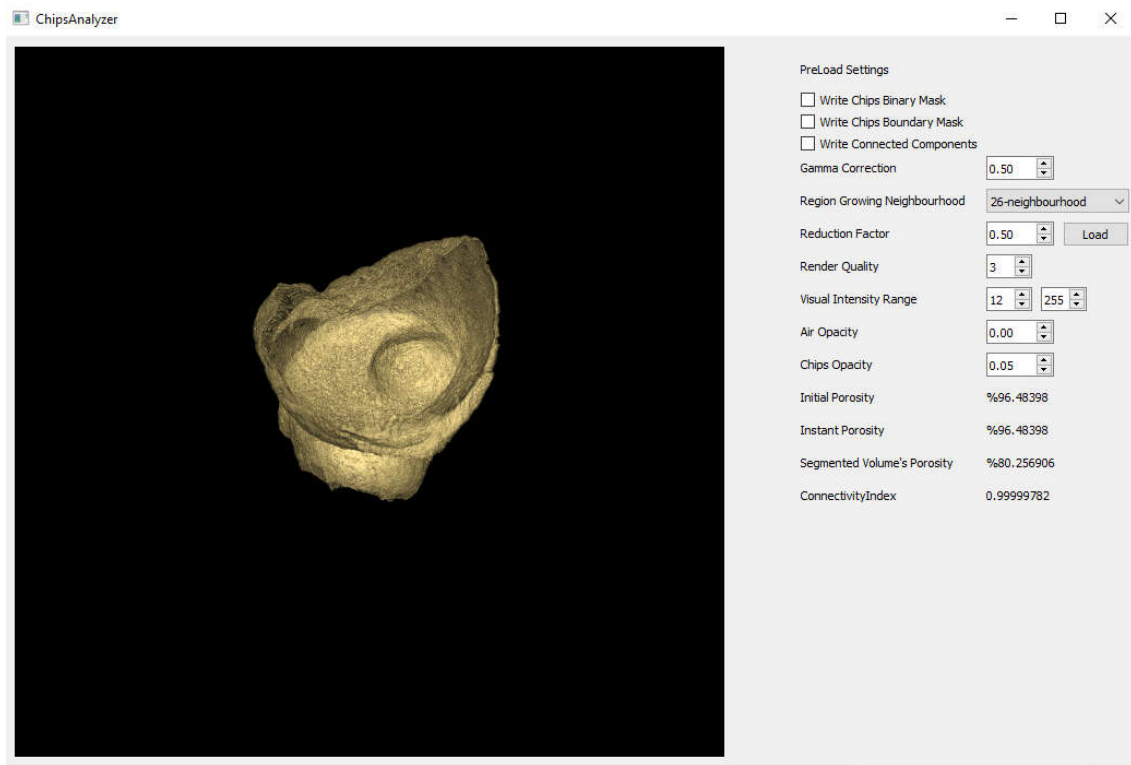 ChipsAnalyzer
PreLoad Settings
Write Chips Binary Mask
Write Chips Boundary Mask
Write Connected Components
Gamma Correction 0.50
Region Growing Neighbourhood 26-neighbourhood
Reduction Factor 0.50 Load
Render Quality 3
Visual Intensity Range 12 255
Air Opacity 0.00
Chips Opacity 0.05
Initial Porosity %96.48398
Instant Porosity %96.48398
Segmented Volume's Porosity %80.256906
ConnectivityIndex 0.99999782